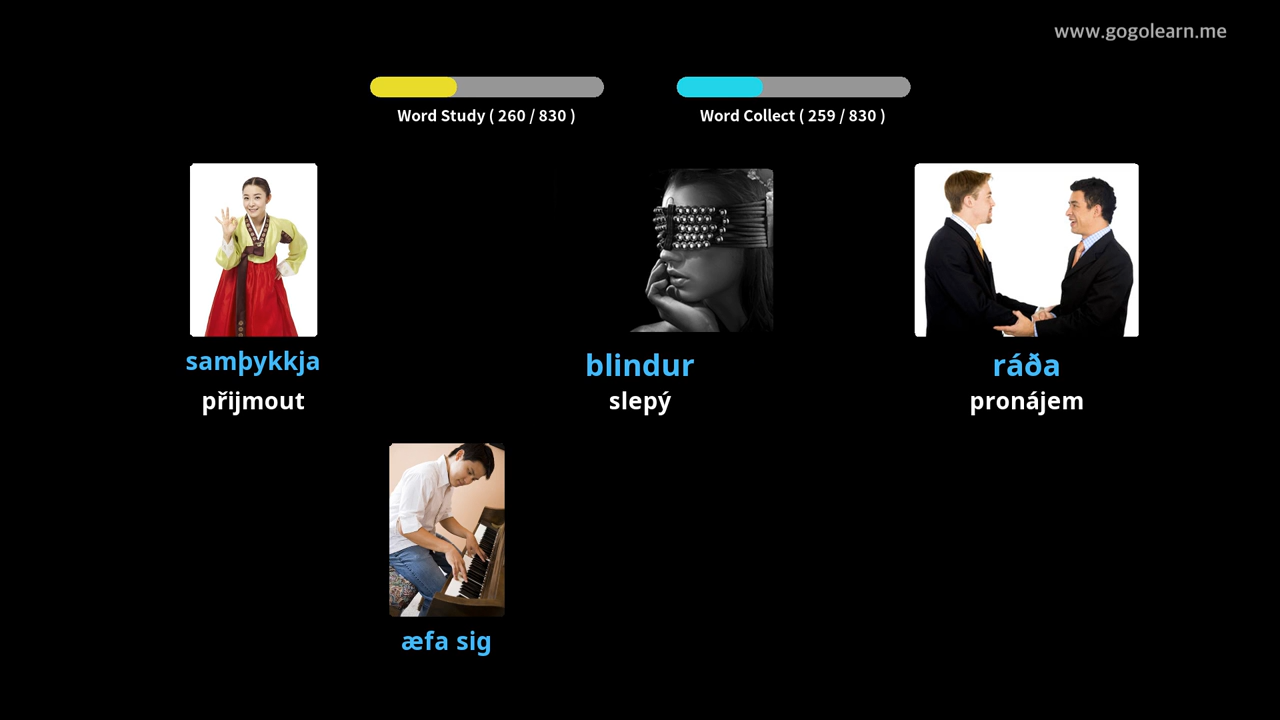 www.gogolearn.me
Word Study ( 260 / 830 )
Word Collect ( 259 / 830 )
samþykkja
blindur
ráða
přijmout
slepý
pronájem
æfa sig